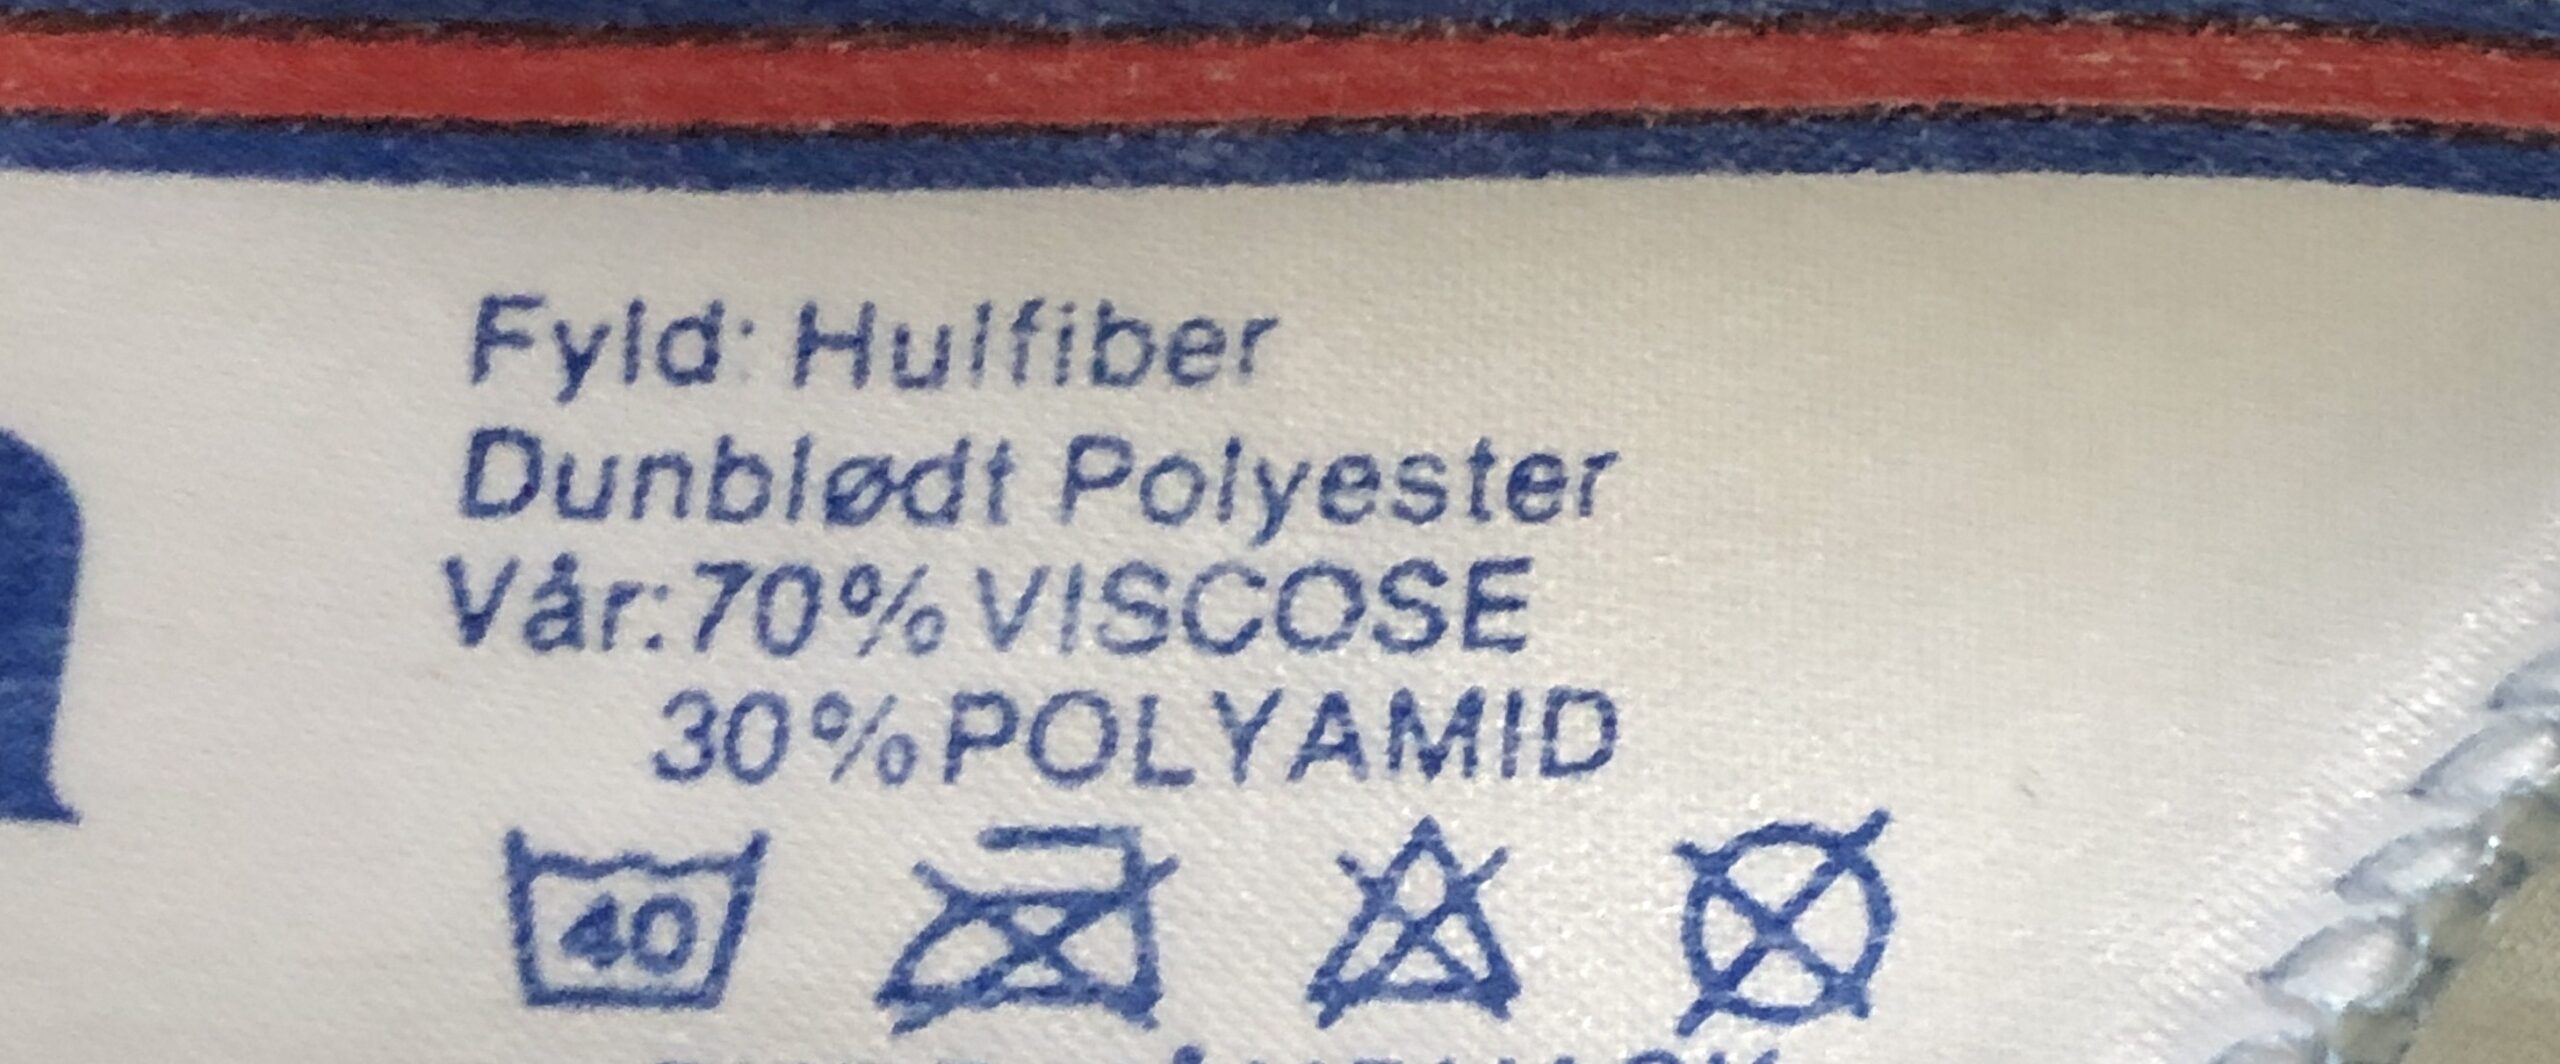 Fyld: Hulfiber
Dunblødt Polyester
Vår: 70% VISCOSE
30% POLYAMID
40